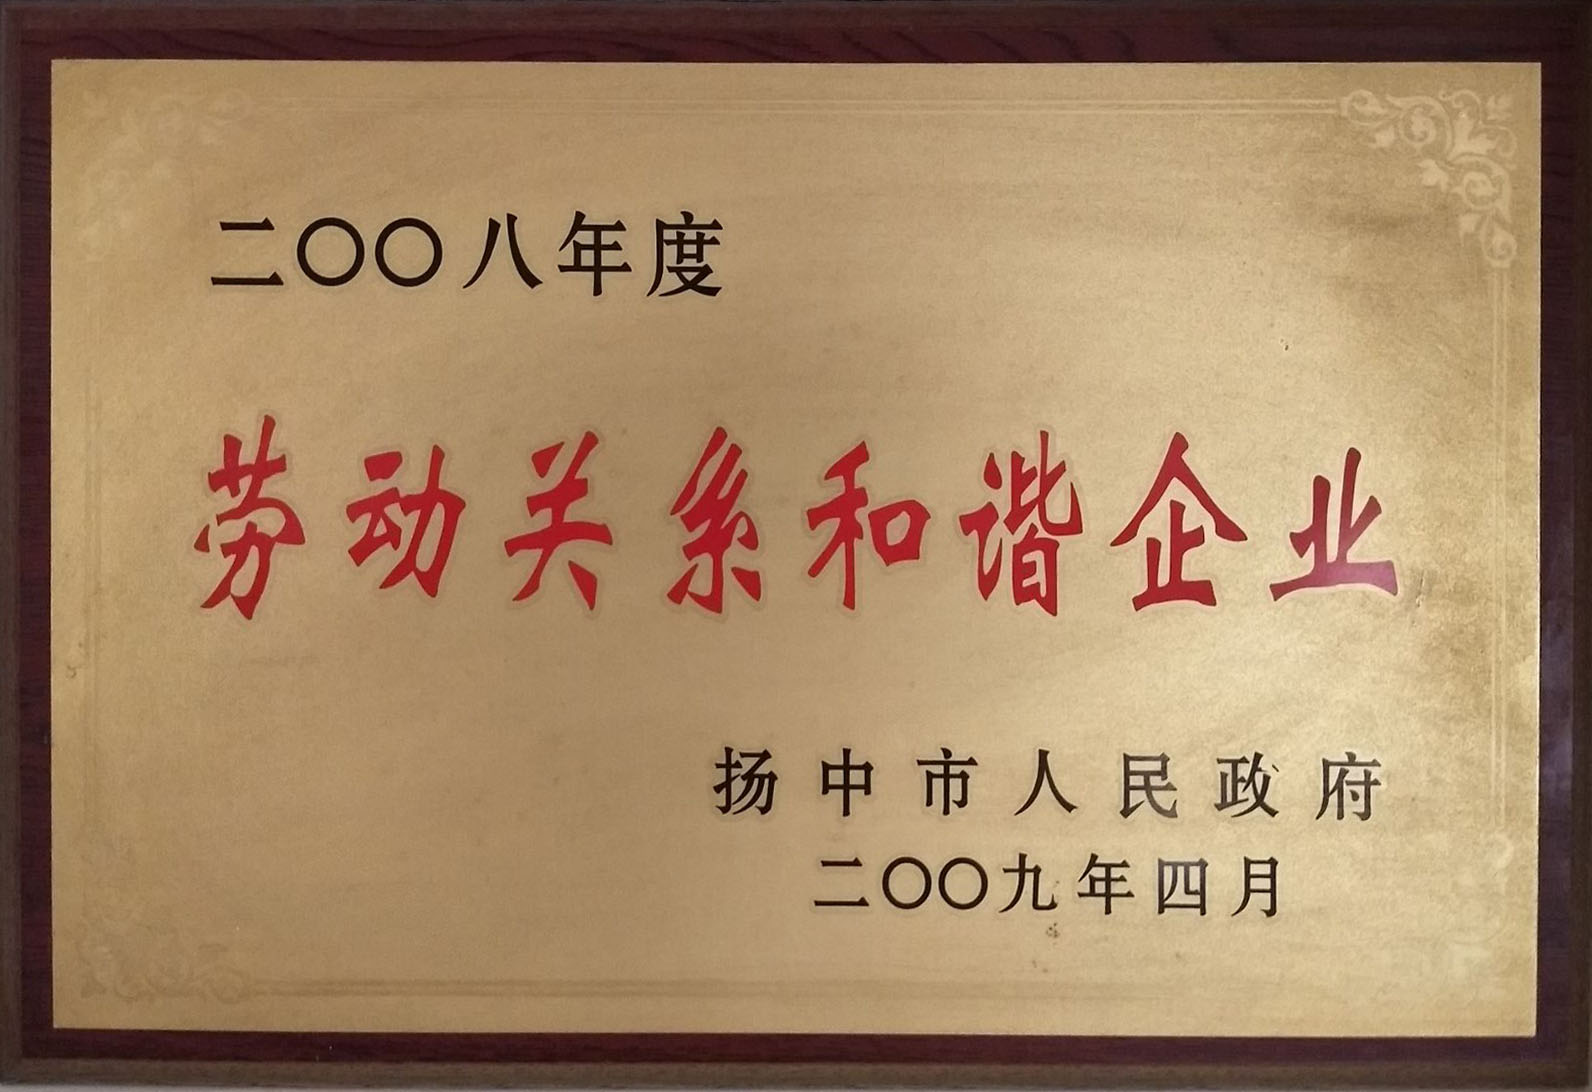 二〇〇八年度
劳动关系和谐企业
扬中市人民政府
二〇〇九年四月